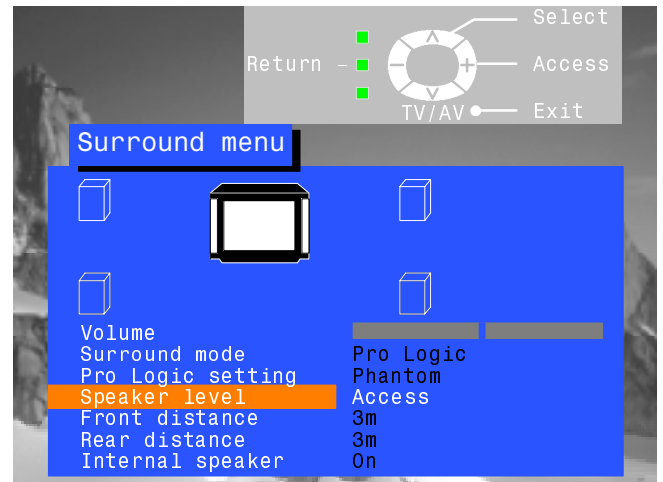 Select
Return – Access
TV/AV Exit
Surround menu
Volume
Surround mode Pro Logic
Pro Logic setting Phantom
Speaker level Access
Front distance 3m
Rear distance 3m
Internal speaker On